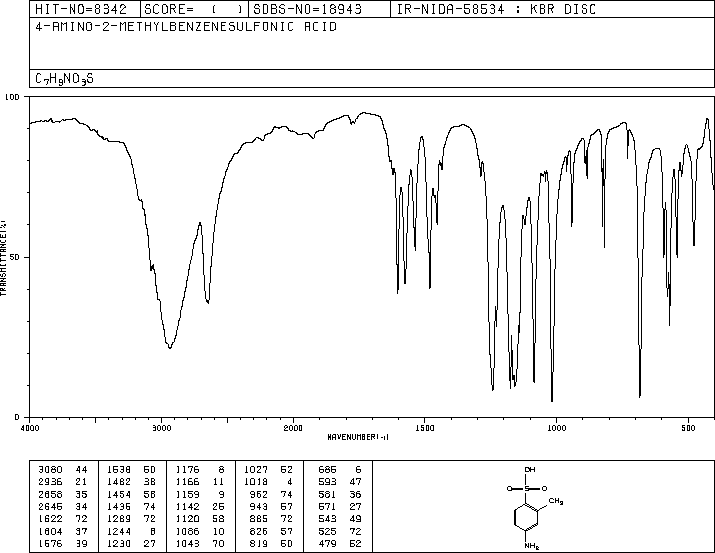 HIT-NO=8342 SCORE= ( ) SDBS-NO=18943 IR-NIDA-58534 : KBR DISC
4-AMINO-2-METHYLBENZENESULFONIC ACID
C7H9NO3S
100
TRANSMITTANCE(%)
50
0
4000 3000 2000 1500 1000 500
WAVENUMBER(-1)
3080 44 1538 50 1176 8 1027 52 685 6
2936 21 1482 38 1166 11 1018 4 593 47
2658 35 1454 58 1159 9 962 74 581 36
2645 34 1435 74 1142 25 943 57 571 27
1622 72 1289 72 1120 58 885 72 543 49
1604 37 1244 8 1086 10 826 57 525 72
1576 39 1230 27 1043 70 819 50 479 52
OH
O S O
CH3
NH2